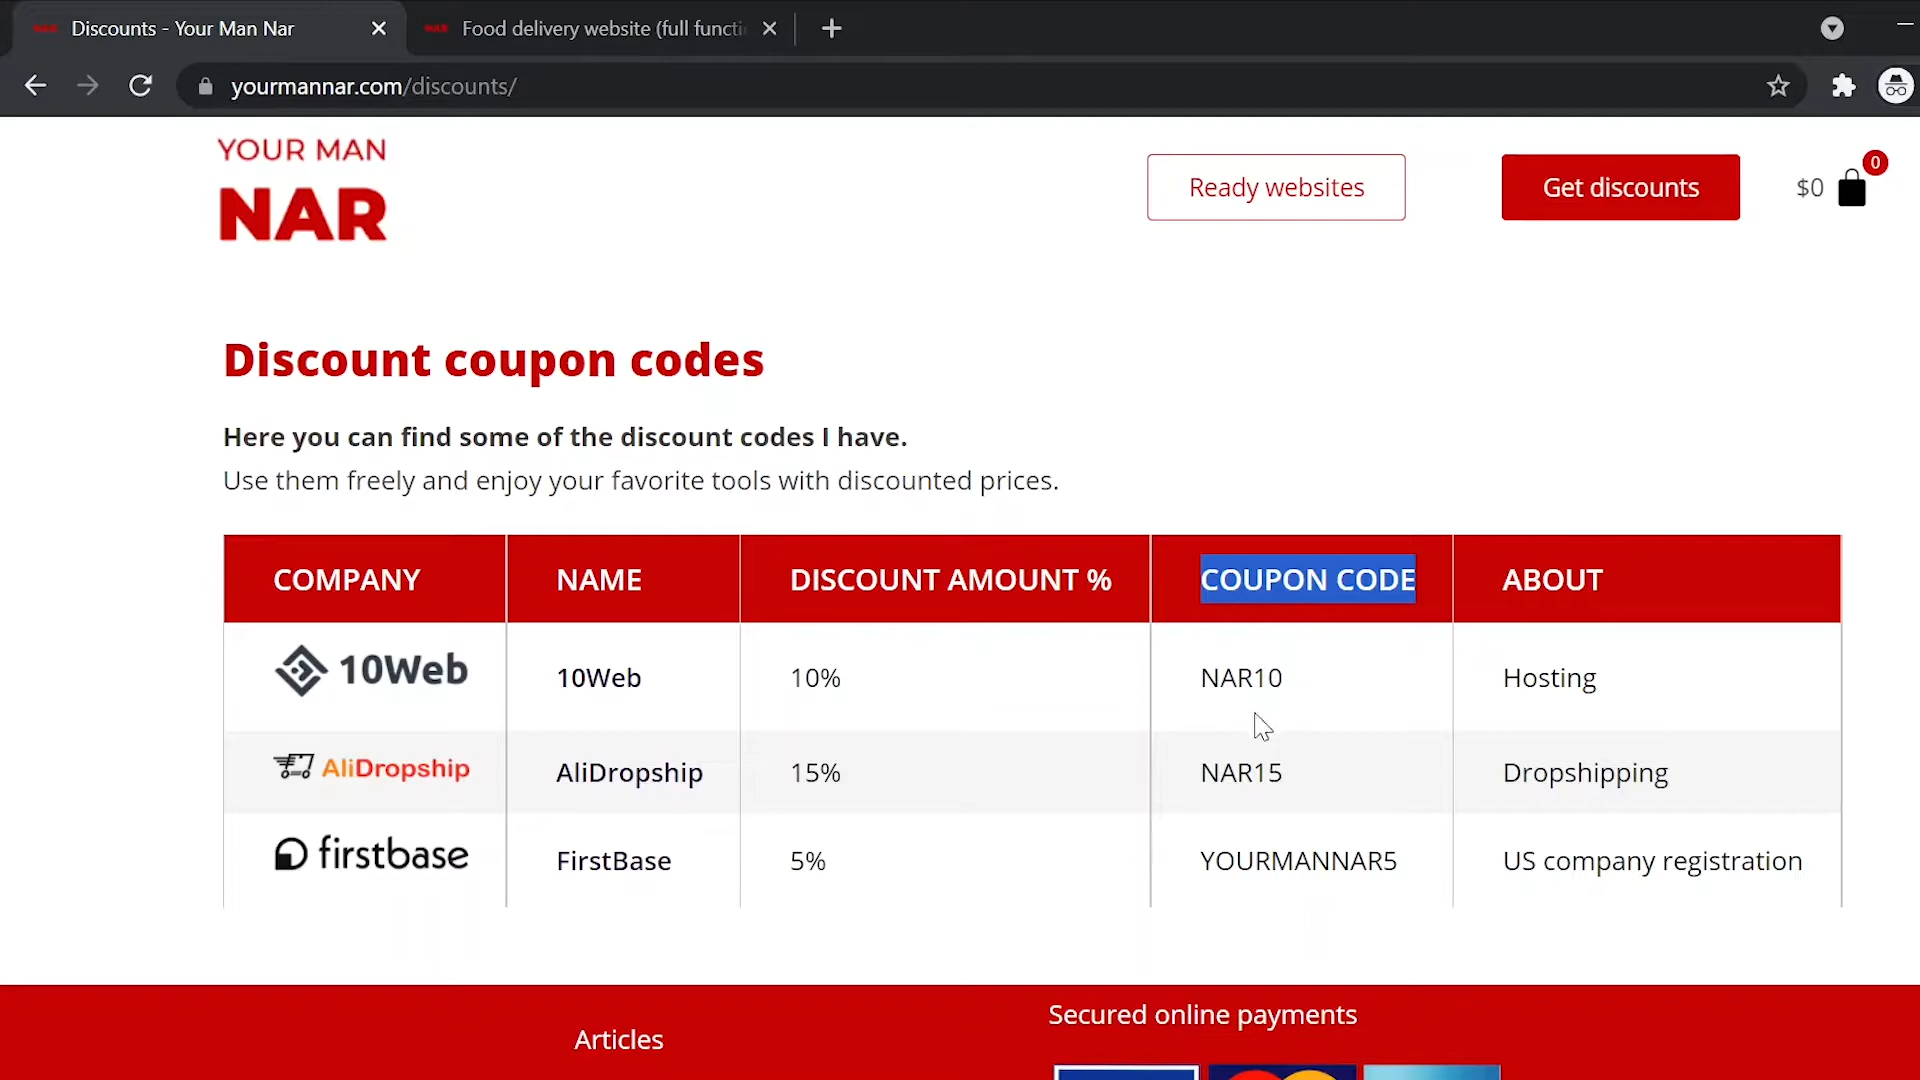 Discounts - Your Man Nar
Food delivery website (full functi
yourmannar.com/discounts/
YOUR MAN
NAR
Ready websites
Get discounts
$0
0
Discount coupon codes
Here you can find some of the discount codes I have.
Use them freely and enjoy your favorite tools with discounted prices.
COMPANY NAME DISCOUNT AMOUNT % COUPON CODE ABOUT
10Web 10Web 10% NAR10 Hosting
AliDropship AliDropship 15% NAR15 Dropshipping
firstbase FirstBase 5% YOURMANNAR5 US company registration
Secured online payments
Articles